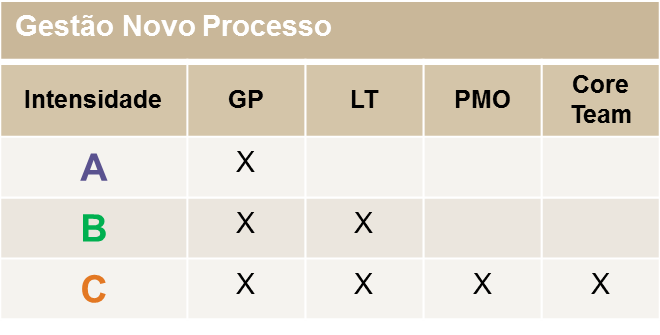 Gestão Novo Processo
Intensidade GP LT PMO Core Team
A X
B X X
C X X X X